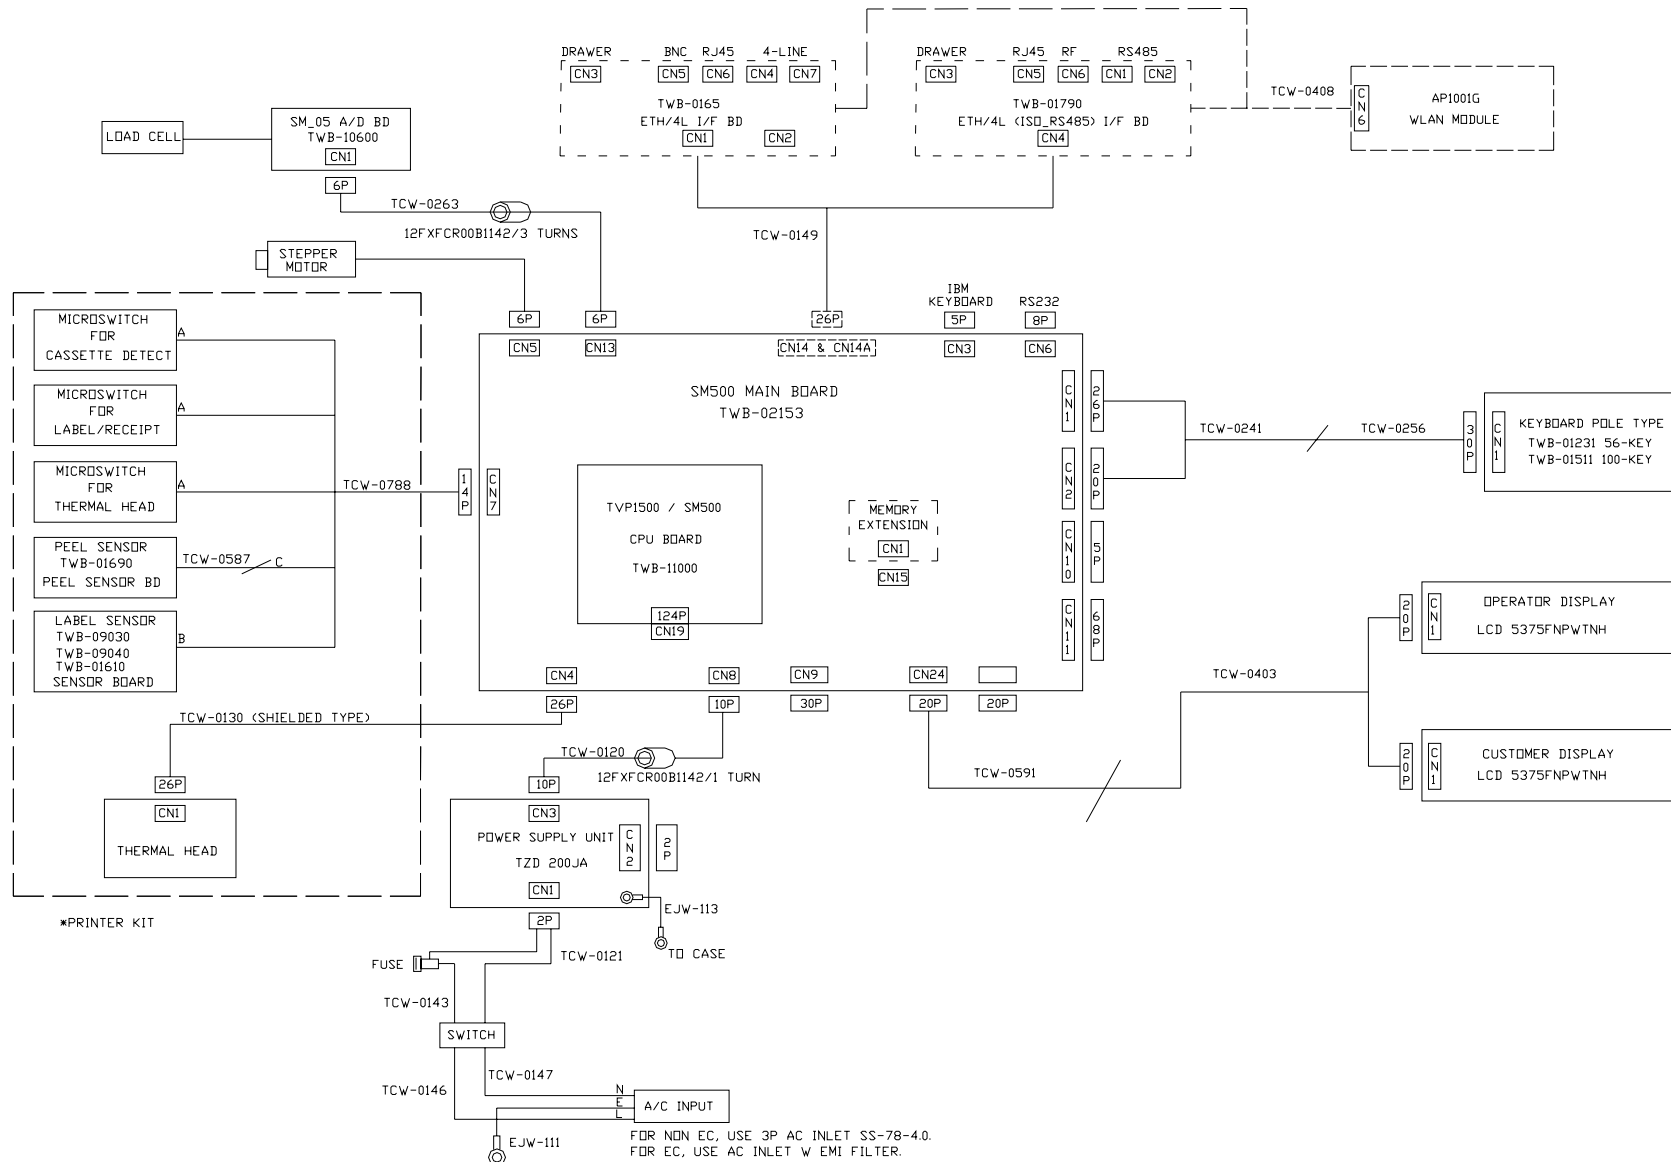 DRAWER BNC RJ45 4-LINE
CN3 CN5 CN6 CN4 CN7
TWB-0165
ETH/4L I/F BD
CN1 CN2
DRAWER RJ45 RF RS485
CN3 CN5 CN6 CN1 CN2
TWB-01790
ETH/4L (ISO_RS485) I/F BD
CN4
TCW-0408
CN6
AP1001G
WLAN MODULE
LOAD CELL
SM_05 A/D BD
TWB-10600
CN1
6P
TCW-0263
12FXFCR00B1142/3 TURNS
STEPPER
MOTOR
TCW-0149
MICROSWITCH
FOR
CASSETTE DETECT
A
MICROSWITCH
FOR
LABEL/RECEIPT
A
MICROSWITCH
FOR
THERMAL HEAD
A
TCW-0788
PEEL SENSOR
TWB-01690
PEEL SENSOR BD
TCW-0587
C
LABEL SENSOR
TWB-09030
TWB-09040
TWB-01610
SENSOR BOARD
B
TCW-0130 (SHIELDED TYPE)
26P
CN1
THERMAL HEAD
*PRINTER KIT
6P
6P
26P
IBM
KEYBOARD
5P
RS232
8P
CN5
CN13
CN14 & CN14A
CN3
CN6
SM500 MAIN BOARD
TWB-02153
14P
CN7
TVP1500 / SM500
CPU BOARD
TWB-11000
124P
CN19
MEMORY
EXTENSION
CN1
CN15
CN1
26P
CN2
20P
CN10
5P
CN11
68P
CN4
CN8
CN9
CN24
26P
10P
30P
20P
20P
TCW-0241
TCW-0256
30P
CN1
KEYBOARD POLE TYPE
TWB-01231 56-KEY
TWB-01511 100-KEY
20P
CN1
OPERATOR DISPLAY
LCD 5375FNPWTNH
TCW-0403
20P
CN1
CUSTOMER DISPLAY
LCD 5375FNPWTNH
TCW-0591
TCW-0120
12FXFCR00B1142/1 TURN
10P
CN3
POWER SUPPLY UNIT
TZD 200JA
CN2
2P
CN1
2P
EJW-113
TO CASE
TCW-0121
FUSE
TCW-0143
SWITCH
TCW-0147
TCW-0146
N
E
L
A/C INPUT
EJW-111
FOR NON EC, USE 3P AC INLET SS-78-4.0.
FOR EC, USE AC INLET W EMI FILTER.